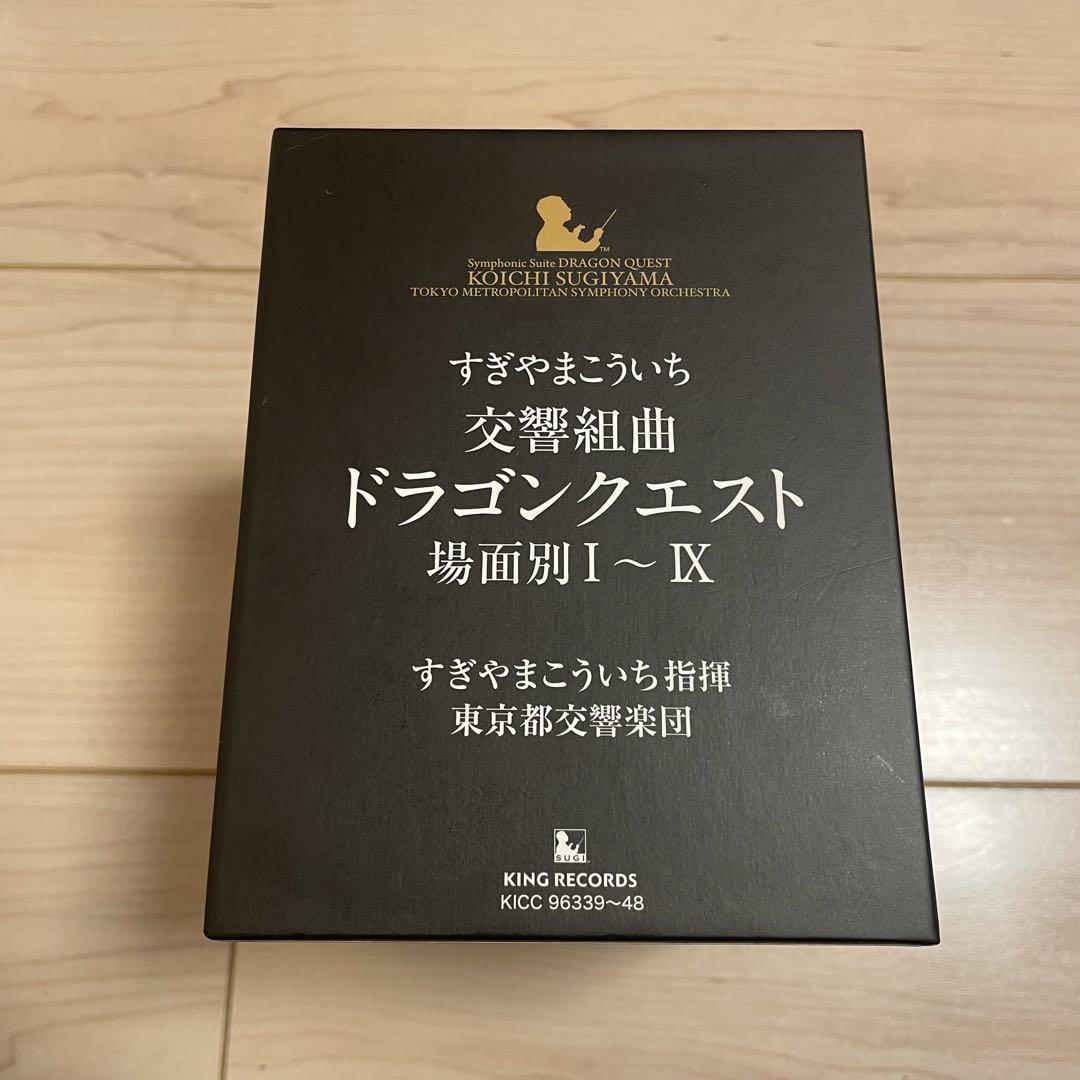 TM
Symphonic Suite DRAGON QUEST
KOICHI SUGIYAMA
TOKYO METROPOLITAN SYMPHONY ORCHESTRA
すぎやまこういち
交響組曲
ドラゴンクエスト
場面別Ⅰ～Ⅸ
すぎやまこういち指揮
東京都交響楽団
SUGI
KING RECORDS
KICC 96339～48